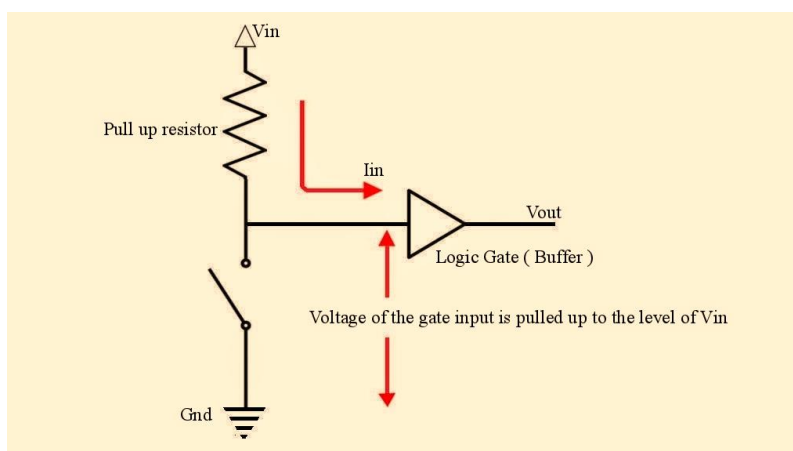 Vin
Pull up resistor
Iin
Vout
Logic Gate ( Buffer )
Voltage of the gate input is pulled up to the level of Vin
Gnd